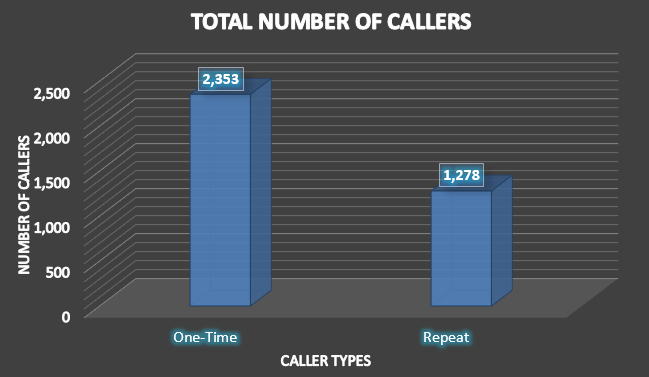 TOTAL NUMBER OF CALLERS
2,353
1,278
2,500
2,000
1,500
1,000
500
0
NUMBER OF CALLERS
One-Time
Repeat
CALLER TYPES